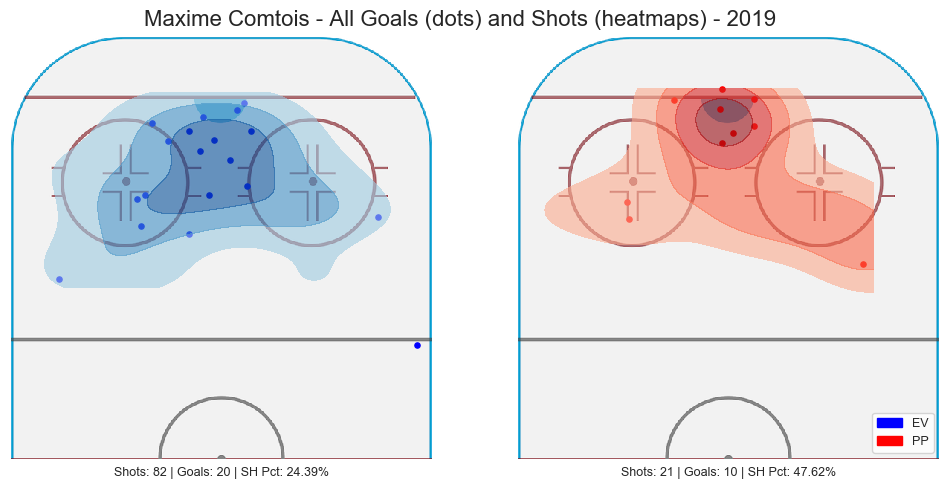 Maxime Comtois - All Goals (dots) and Shots (heatmaps) - 2019
EV
PP
Shots: 82 | Goals: 20 | SH Pct: 24.39%
Shots: 21 | Goals: 10 | SH Pct: 47.62%